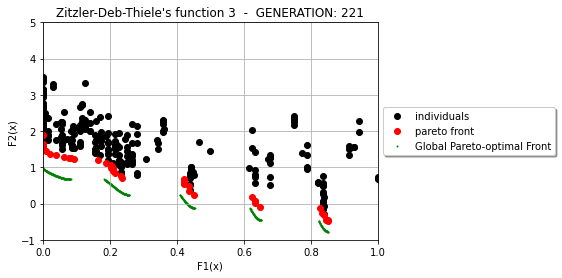 Zitzler-Deb-Thiele's function 3 - GENERATION: 221
5
4
3
2
1
0
−1
F2(x)
0.0 0.2 0.4 0.6 0.8 1.0
F1(x)
individuals
pareto front
Global Pareto-optimal Front